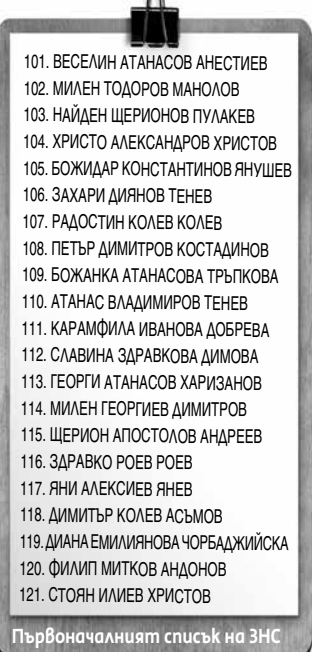 101. ВЕСЕЛИН АТАНАСОВ АНЕСТИЕВ
102. МИЛЕН ТОДОРОВ МАНОЛОВ
103. НАЙДЕН ЩЕРИОНОВ ПУЛАКЕВ
104. ХРИСТО АЛЕКСАНДРОВ ХРИСТОВ
105. БОЖИДАР КОНСТАНТИНОВ ЯНУШЕВ
106. ЗАХАРИ ДИЯНОВ ТЕНЕВ
107. РАДОСТИН КОЛЕВ КОЛЕВ
108. ПЕТЪР ДИМИТРОВ КОСТАДИНОВ
109. БОЖАНКА АТАНАСОВА ТРЪПКОВА
110. АТАНАС ВЛАДИМИРОВ ТЕНЕВ
111. КАРАМФИЛА ИВАНОВА ДОБРЕВА
112. СЛАВИНА ЗДРАВКОВА ДИМОВА
113. ГЕОРГИ АТАНАСОВ ХАРИЗАНОВ
114. МИЛЕН ГЕОРГИЕВ ДИМИТРОВ
115. ЩЕРИОН АПОСТОЛОВ АНДРЕЕВ
116. ЗДРАВКО РОЕВ РОЕВ
117. ЯНИ АЛЕКСИЕВ ЯНЕВ
118. ДИМИТЪР КОЛЕВ АСЪМОВ
119. ДИАНА ЕМИЛИЯНОВА ЧОРБАДЖИЙСКА
120. ФИЛИП МИТКОВ АНДОНОВ
121. СТОЯН ИЛИЕВ ХРИСТОВ
Първоначалният списък на ЗНС